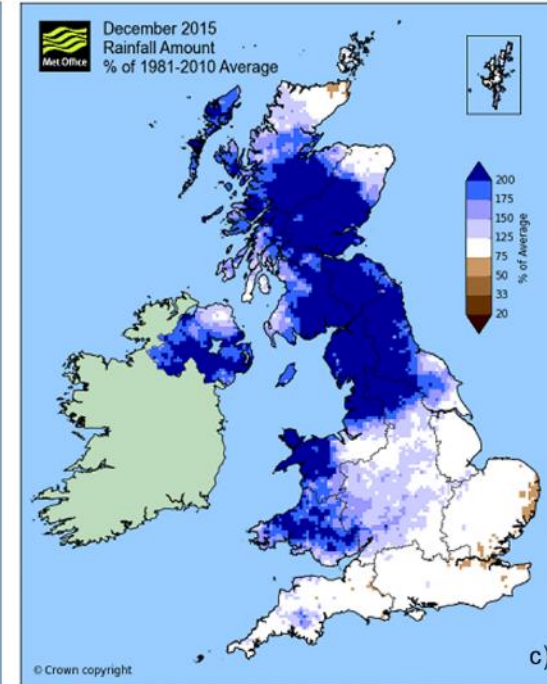 December 2015
Rainfall Amount
% of 1981-2010 Average
Met Office
200
175
150
125
75
50
33
20
% of Average
© Crown copyright
c)